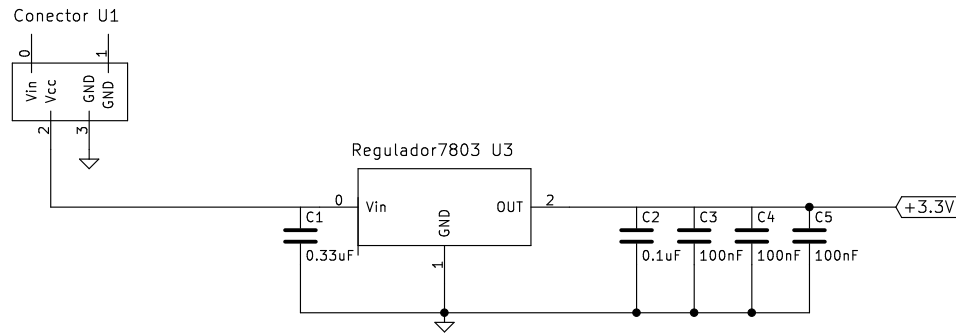 Conector U1
0
1
Vin
Vcc
GND
GND
2
3
Regulador7803 U3
0
Vin
GND
OUT
2
1
+3.3V
C1
0.33uF
C2
0.1uF
C3
100nF
C4
100nF
C5
100nF